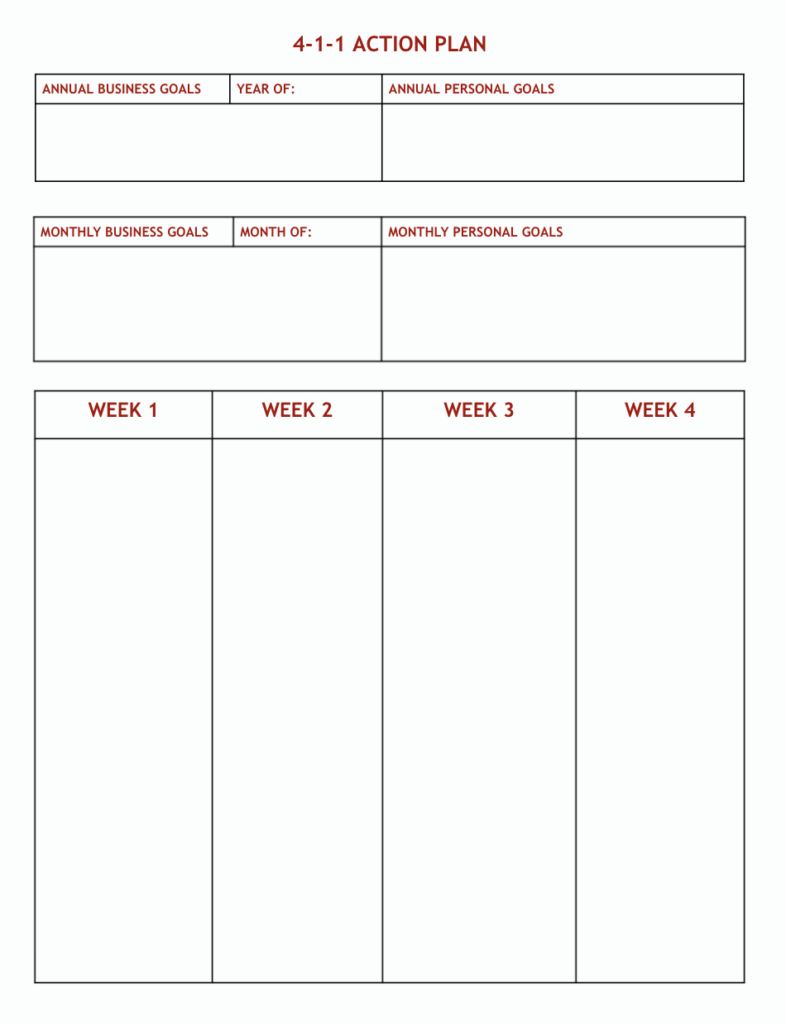 4-1-1 ACTION PLAN
ANNUAL BUSINESS GOALS YEAR OF: ANNUAL PERSONAL GOALS
MONTHLY BUSINESS GOALS MONTH OF: MONTHLY PERSONAL GOALS
WEEK 1 WEEK 2 WEEK 3 WEEK 4